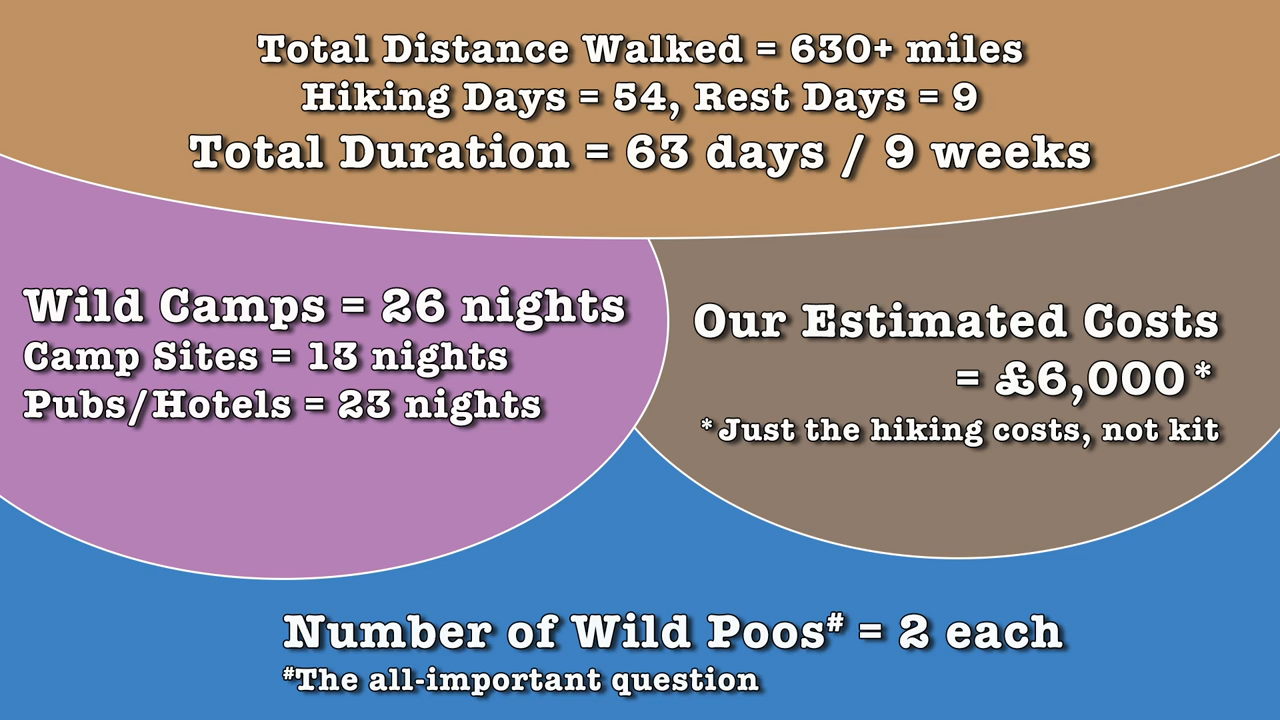 Total Distance Walked = 630+ miles
Hiking Days = 54, Rest Days = 9
Total Duration = 63 days / 9 weeks
Wild Camps = 26 nights
Camp Sites = 13 nights
Pubs/Hotels = 23 nights
Our Estimated Costs
= £6,000*
*Just the hiking costs, not kit
Number of Wild Poos# = 2 each
#The all-important question